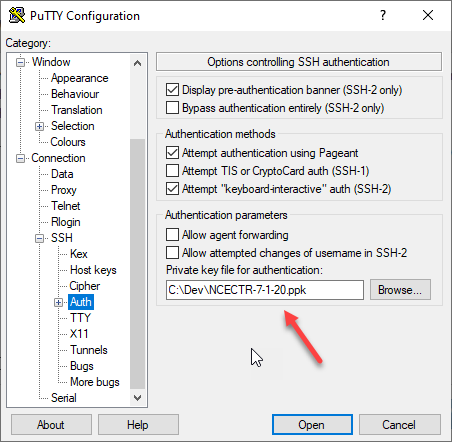 PuTTY Configuration
?
Category:
Window
Appearance
Behaviour
Translation
Selection
Colours
Connection
Data
Proxy
Telnet
Rlogin
SSH
Kex
Host keys
Cipher
Auth
TTY
X11
Tunnels
Bugs
More bugs
Serial
Options controlling SSH authentication
Display pre-authentication banner (SSH-2 only)
Bypass authentication entirely (SSH-2 only)
Authentication methods
Attempt authentication using Pageant
Attempt TIS or CryptoCard auth (SSH-1)
Attempt "keyboard-interactive" auth (SSH-2)
Authentication parameters
Allow agent forwarding
Allow attempted changes of username in SSH-2
Private key file for authentication:
C:\Dev\NCECTR-7-1-20.ppk
Browse...
About
Help
Open
Cancel